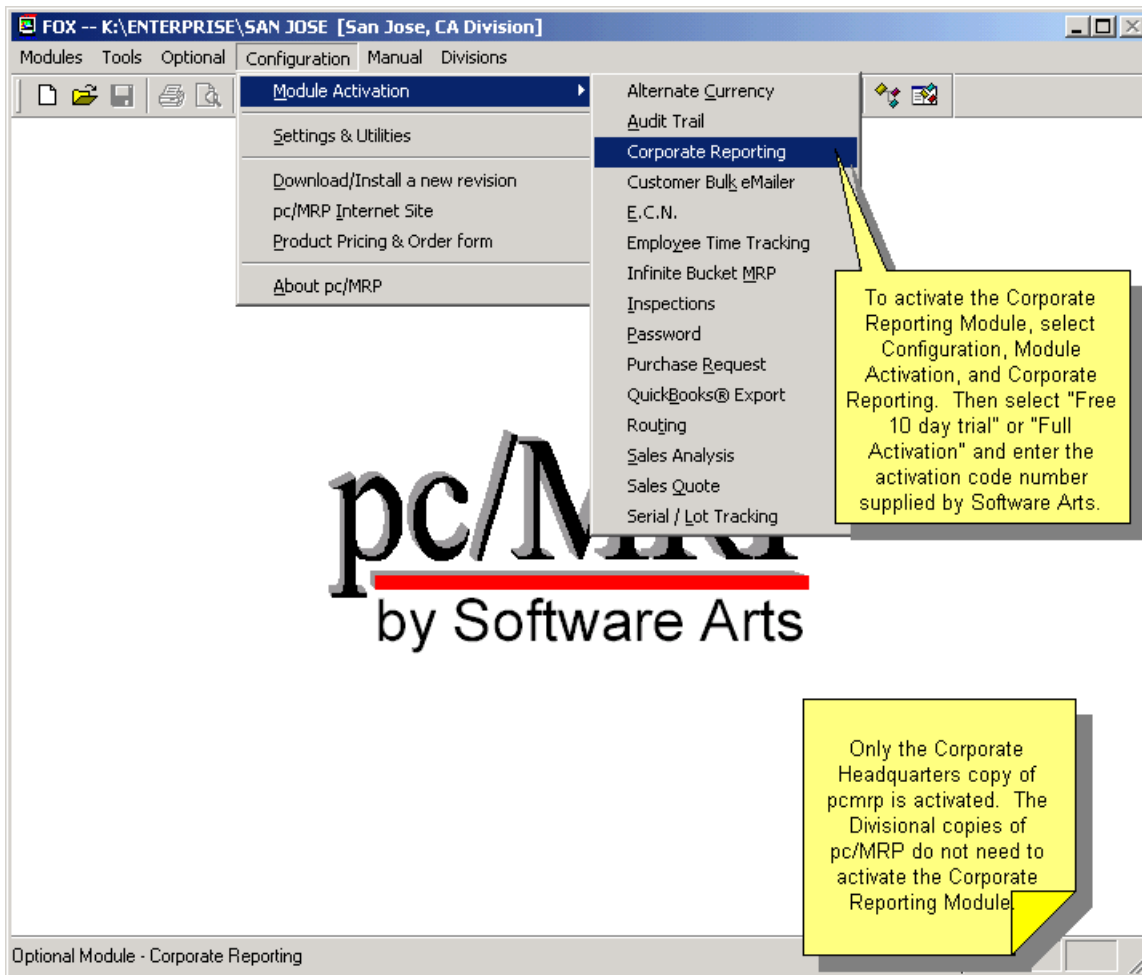 FOX -- K:\ENTERPRISE\SAN JOSE [San Jose, CA Division]
Modules Tools Optional Configuration Manual Divisions
Module Activation
Settings & Utilities
Download/Install a new revision
pc/MRP Internet Site
Product Pricing & Order form
About pc/MRP
Alternate Currency
Audit Trail
Corporate Reporting
Customer Bulk eMailer
E.C.N.
Employee Time Tracking
Infinite Bucket MRP
Inspections
Password
Purchase Request
QuickBooks® Export
Routing
Sales Analysis
Sales Quote
Serial / Lot Tracking
To activate the Corporate
Reporting Module, select
Configuration, Module
Activation, and Corporate
Reporting. Then select "Free
10 day trial" or "Full
Activation" and enter the
activation code number
supplied by Software Arts.
pc/MRP
by Software Arts
Only the Corporate
Headquarters copy of
pcmrp is activated. The
Divisional copies of
pc/MRP do not need to
activate the Corporate
Reporting Module.
Optional Module - Corporate Reporting